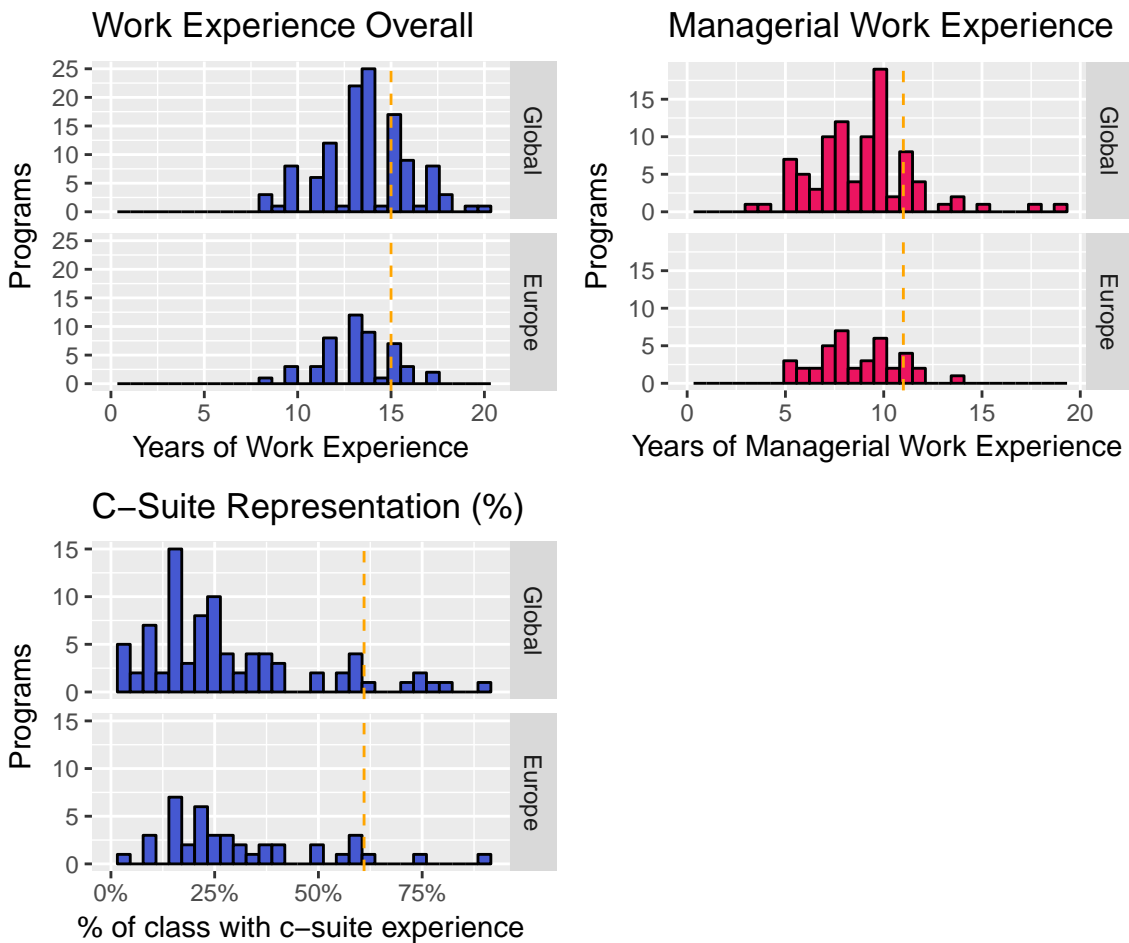 Work Experience Overall
Programs
25
20
15
10
5
0
Global
25
20
15
10
5
0
Europe
Programs
0 5 10 15 20
Years of Work Experience
Managerial Work Experience
Programs
15
10
5
0
Global
15
10
5
0
Europe
Programs
0 5 10 15 20
Years of Managerial Work Experience
C−Suite Representation (%)
Programs
15
10
5
0
Global
15
10
5
0
Europe
Programs
0% 25% 50% 75%
% of class with c−suite experience